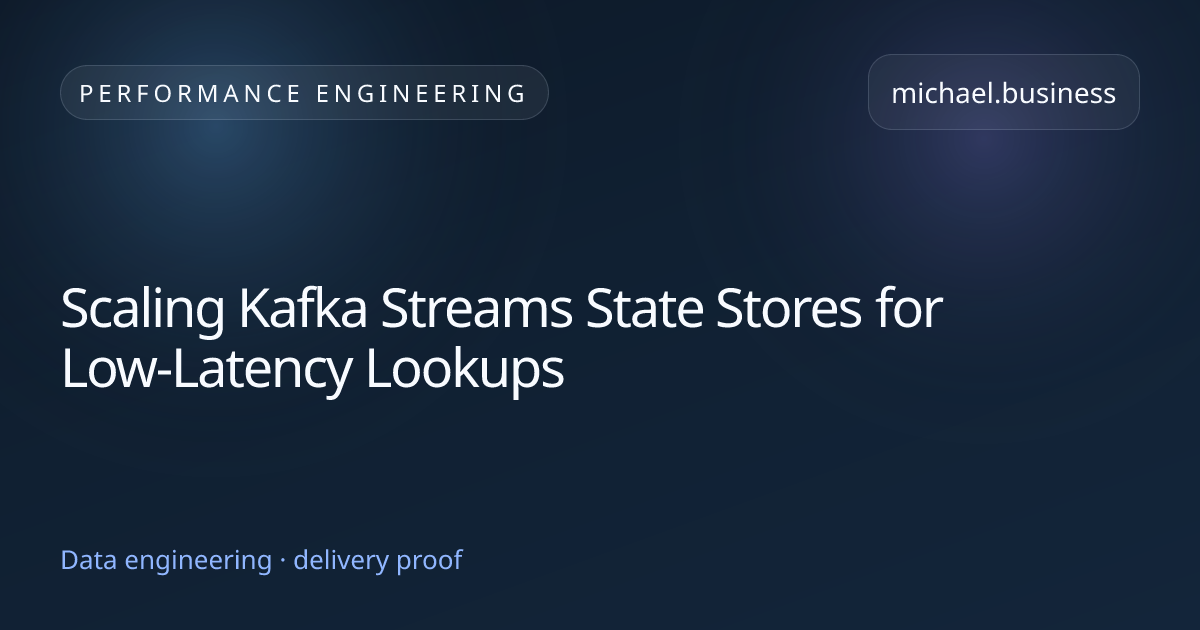 PERFORMANCE ENGINEERING
michael.business
Scaling Kafka Streams State Stores for
Low-Latency Lookups
Data engineering · delivery proof